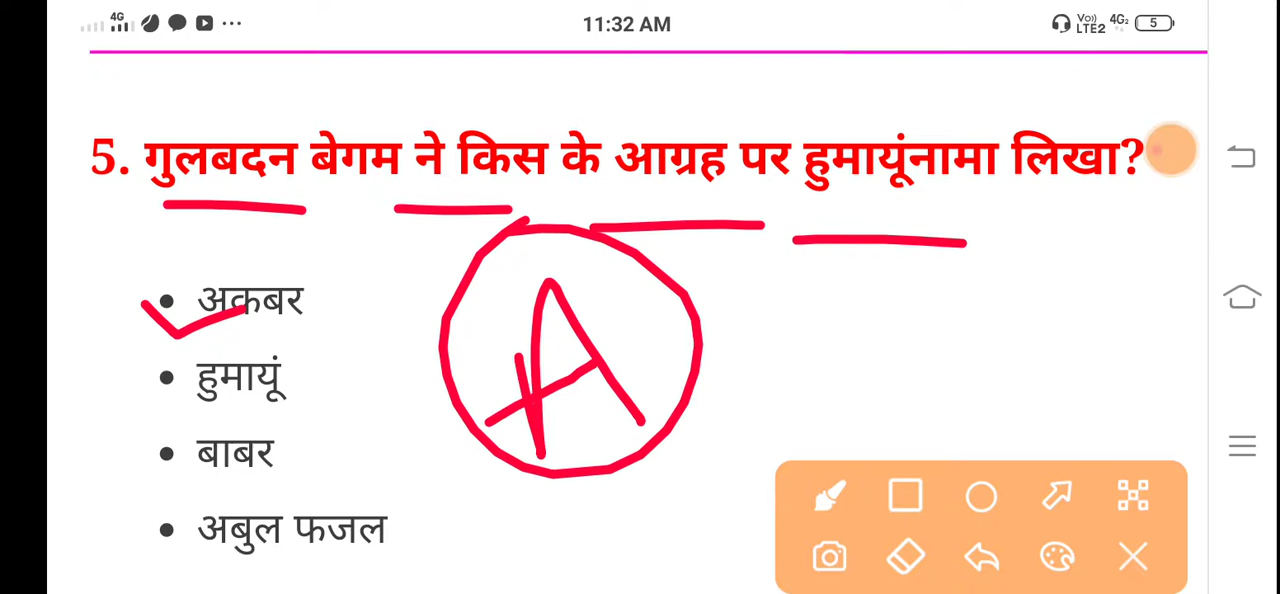 4G 11:32 AM Vo)) LTE2 4G2 5
5. गुलबदन बेगम ने किस के आग्रह पर हुमायूंनामा लिखा?
• अकबर
A
• हुमायूं
• बाबर
• अबुल फजल